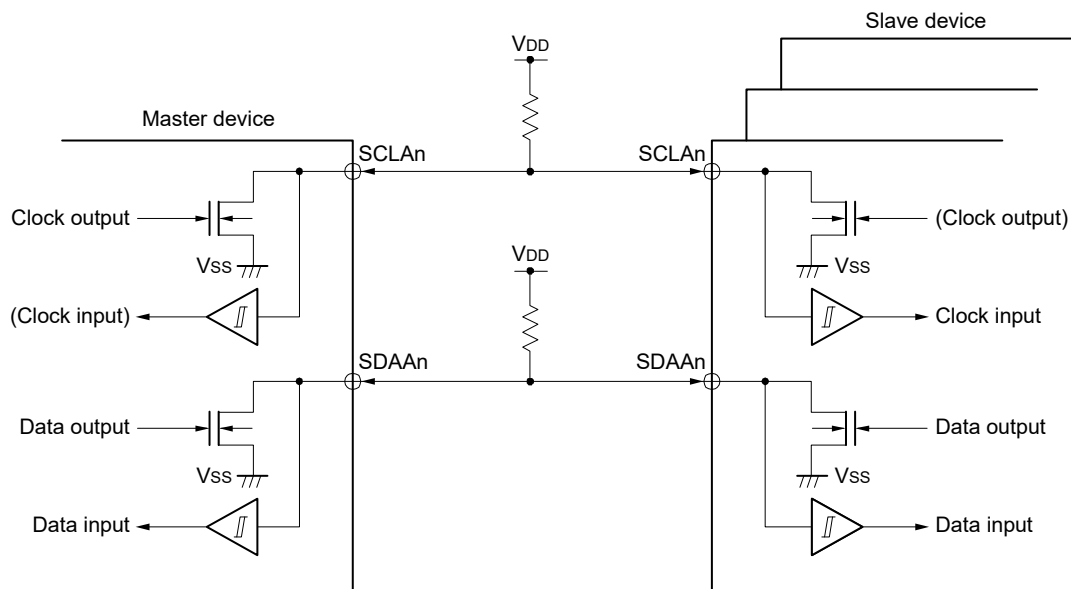 Slave device
VDD
Master device
SCLAn
SCLAn
Clock output
(Clock output)
VSS
VSS
VDD
(Clock input)
Clock input
SDAAn
SDAAn
Data output
Data output
VSS
VSS
Data input
Data input